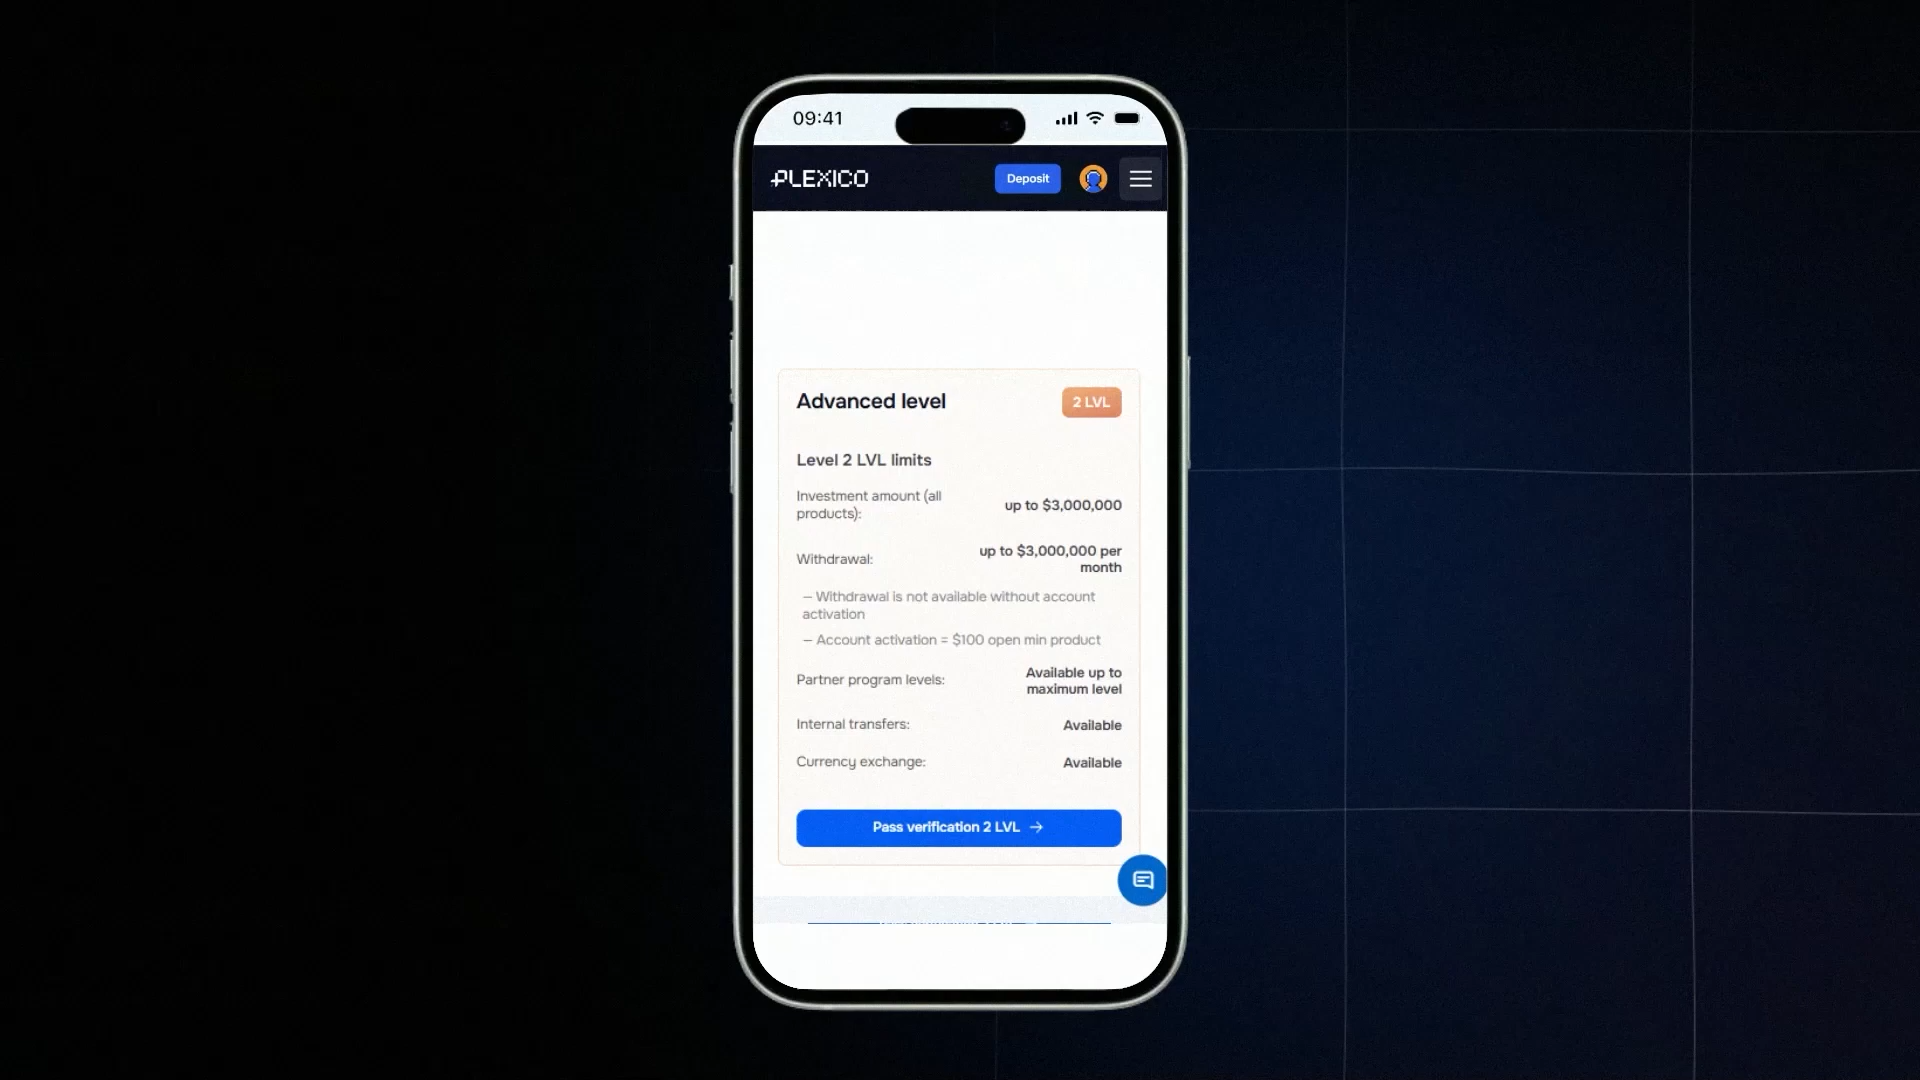 09:41
PLEXICO
Deposit
Advanced level
2 LVL
Level 2 LVL limits
Investment amount (all
products):
up to $3,000,000
Withdrawal:
up to $3,000,000 per
month
— Withdrawal is not available without account
activation
— Account activation = $100 open min product
Partner program levels:
Available up to
maximum level
Internal transfers:
Available
Currency exchange:
Available
Pass verification 2 LVL →